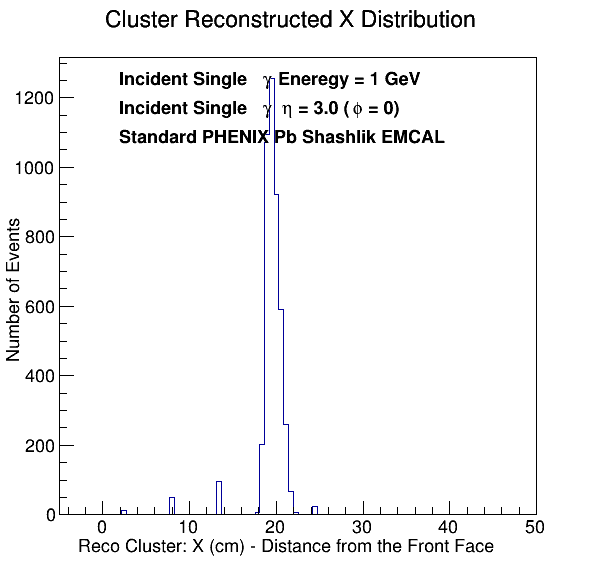 Cluster Reconstructed X Distribution
Incident Single γ Eneregy = 1 GeV
Incident Single γ η = 3.0 ( ϕ = 0)
Standard PHENIX Pb Shashlik EMCAL
1200
1000
800
600
400
200
0
Number of Events
0 10 20 30 40 50
Reco Cluster: X (cm) - Distance from the Front Face